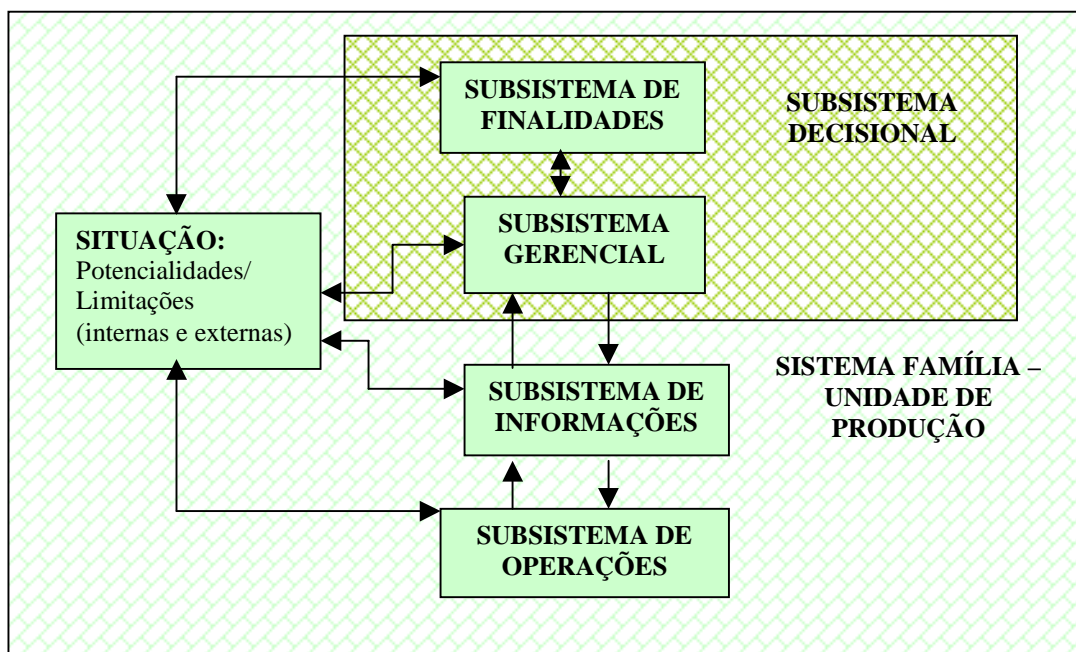 SUBSISTEMA DE
FINALIDADES
SUBSISTEMA
DECISIONAL
SUBSISTEMA
GERENCIAL
SITUAÇÃO:
Potencialidades/
Limitações
(internas e externas)
SISTEMA FAMÍLIA –
UNIDADE DE
PRODUÇÃO
SUBSISTEMA DE
INFORMAÇÕES
SUBSISTEMA DE
OPERAÇÕES